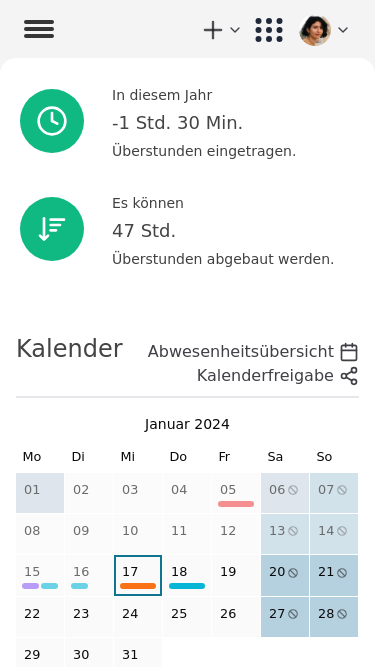 In diesem Jahr
-1 Std. 30 Min.
Überstunden eingetragen.
Es können
47 Std.
Überstunden abgebaut werden.
Kalender
Abwesenheitsübersicht
Kalenderfreigabe
Januar 2024
Mo Di Mi Do Fr Sa So
01 02 03 04 05 06 07
08 09 10 11 12 13 14
15 16 17 18 19 20 21
22 23 24 25 26 27 28
29 30 31